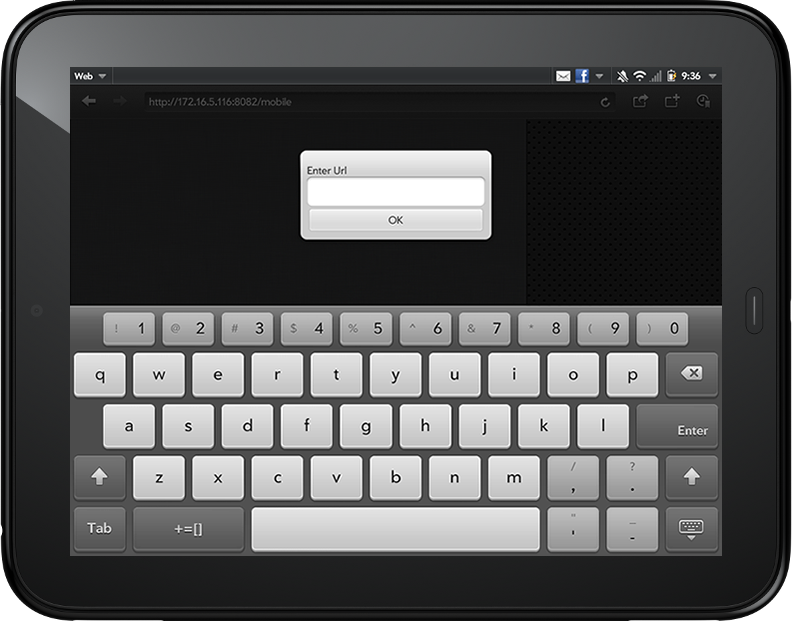 Web 9:36
http://172.16.5.116:8082/mobile
Enter Url
OK
! 1 @ 2 # 3 $ 4 % 5 ^ 6 & 7 * 8 ( 9 ) 0
q w e r t y u i o p
a s d f g h j k l Enter
z x c v b n m / , ? .
Tab +=[] " ' _ -